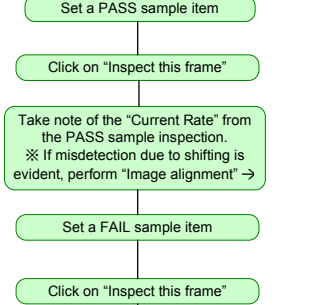 Set a PASS sample item
Click on “Inspect this frame”
Take note of the “Current Rate” from
the PASS sample inspection.
※ If misdetection due to shifting is
evident, perform “Image alignment” →
Set a FAIL sample item
Click on “Inspect this frame”